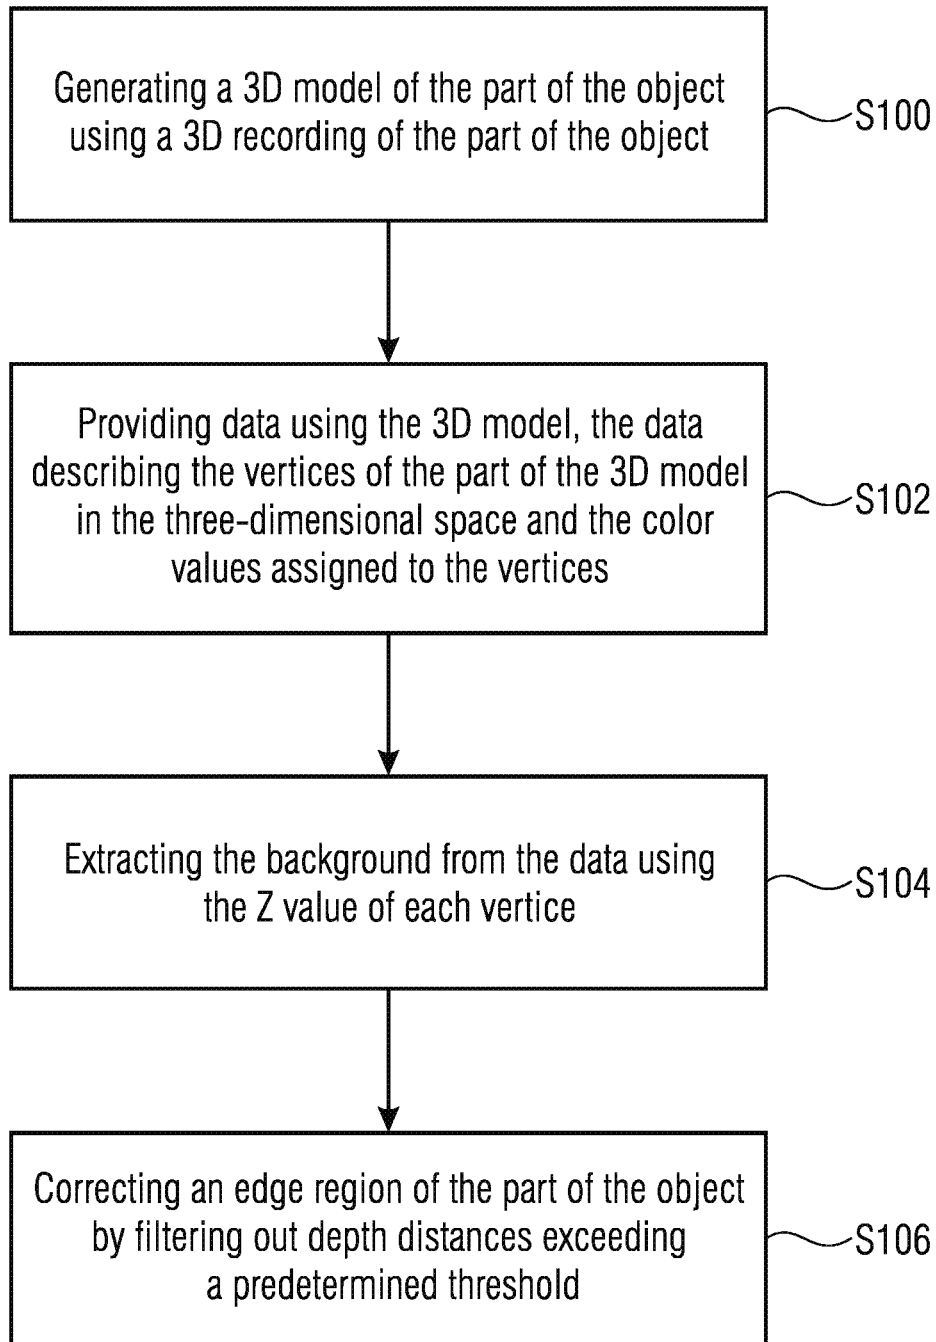 Generating a 3D model of the part of the object
using a 3D recording of the part of the object
S100
Providing data using the 3D model, the data
describing the vertices of the part of the 3D model
in the three-dimensional space and the color
values assigned to the vertices
S102
Extracting the background from the data using
the Z value of each vertice
S104
Correcting an edge region of the part of the object
by filtering out depth distances exceeding
a predetermined threshold
S106